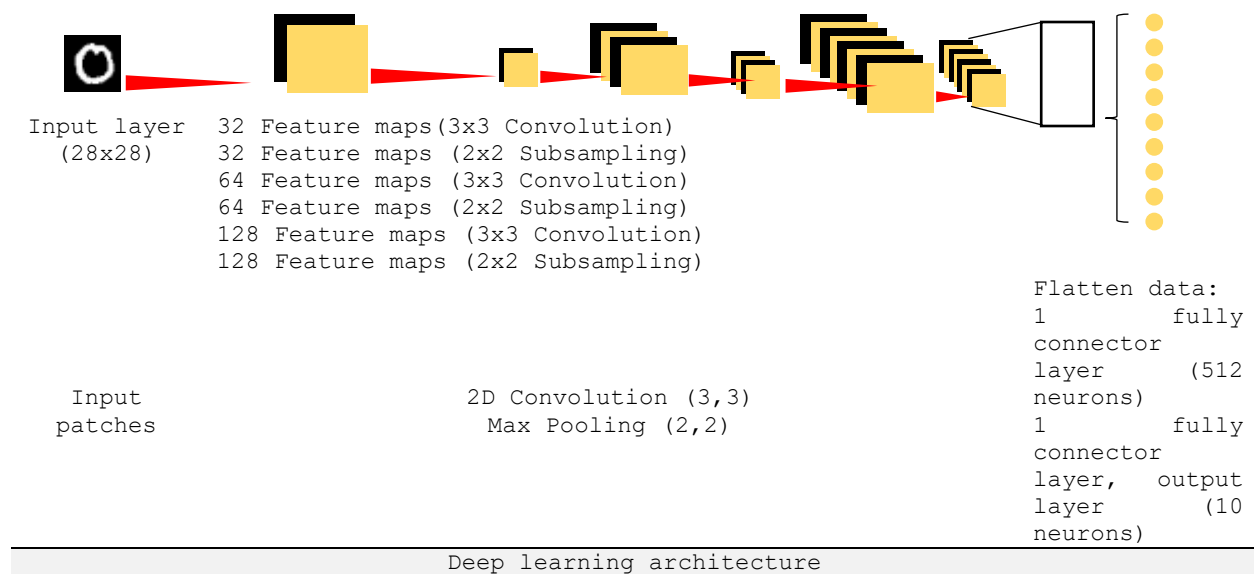 Input layer
(28x28)
32 Feature maps(3x3 Convolution)
32 Feature maps (2x2 Subsampling)
64 Feature maps (3x3 Convolution)
64 Feature maps (2x2 Subsampling)
128 Feature maps (3x3 Convolution)
128 Feature maps (2x2 Subsampling)
Input
patches
2D Convolution (3,3)
Max Pooling (2,2)
Flatten data:
1 fully
connector
layer (512
neurons)
1 fully
connector
layer, output
layer (10
neurons)
Deep learning architecture